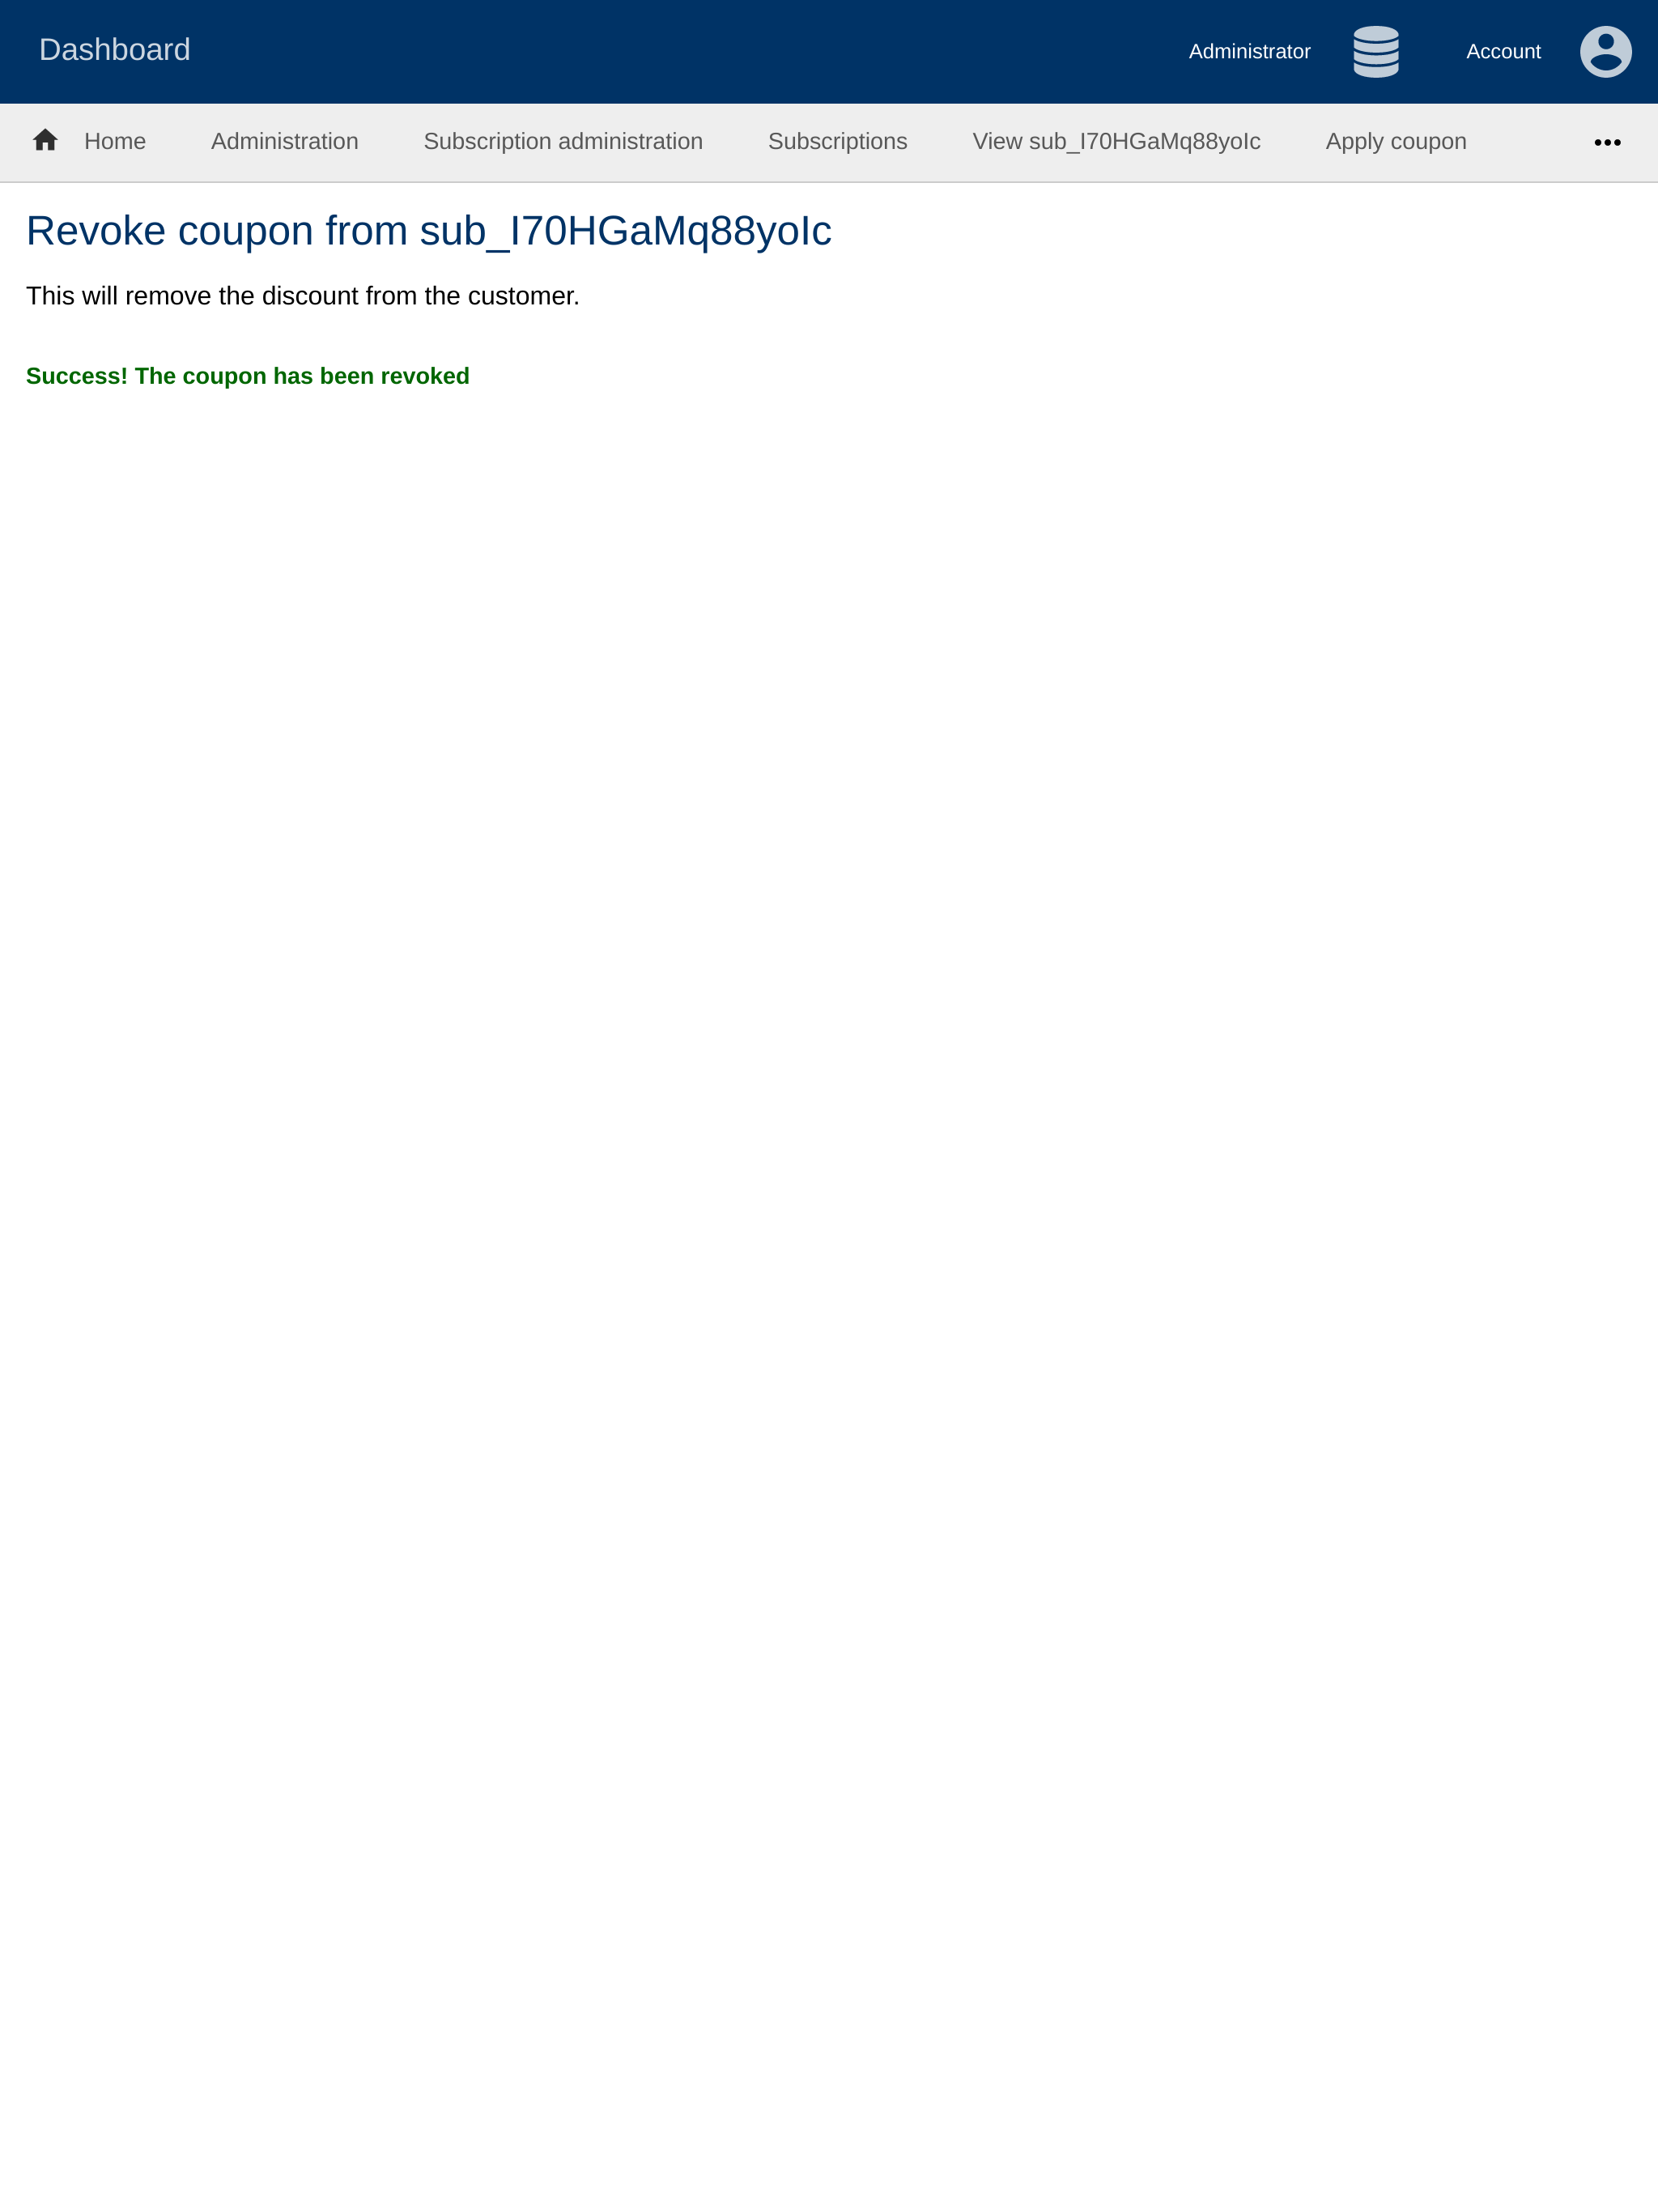 Dashboard
Administrator
Account
Home
Administration
Subscription administration
Subscriptions
View sub_I70HGaMq88yoIc
Apply coupon
Revoke coupon from sub_I70HGaMq88yoIc
This will remove the discount from the customer.
Success! The coupon has been revoked